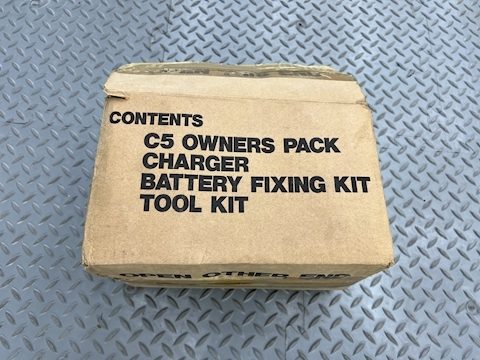 CONTENTS
C5 OWNERS PACK
CHARGER
BATTERY FIXING KIT
TOOL KIT
OPEN OTHER END